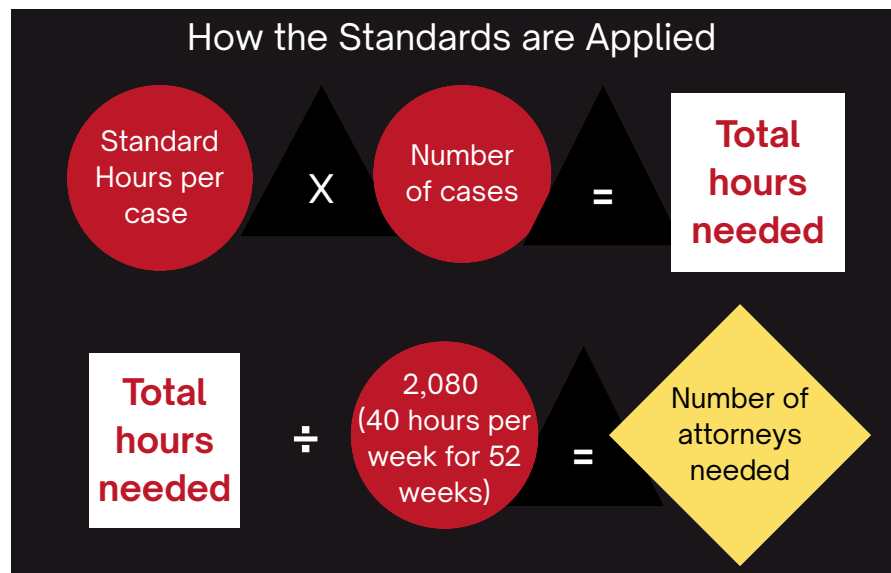 How the Standards are Applied
Standard
Hours per
case
X
Number
of cases
=
Total
hours
needed
Total
hours
needed
÷
2,080
(40 hours per
week for 52
weeks)
=
Number of
attorneys
needed